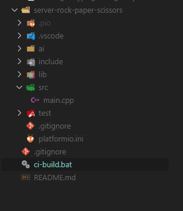 server-rock-paper-scissors
.pio
.vscode
ai
include
lib
src
main.cpp
test
.gitignore
platformio.ini
.gitignore
ci-build.bat
README.md